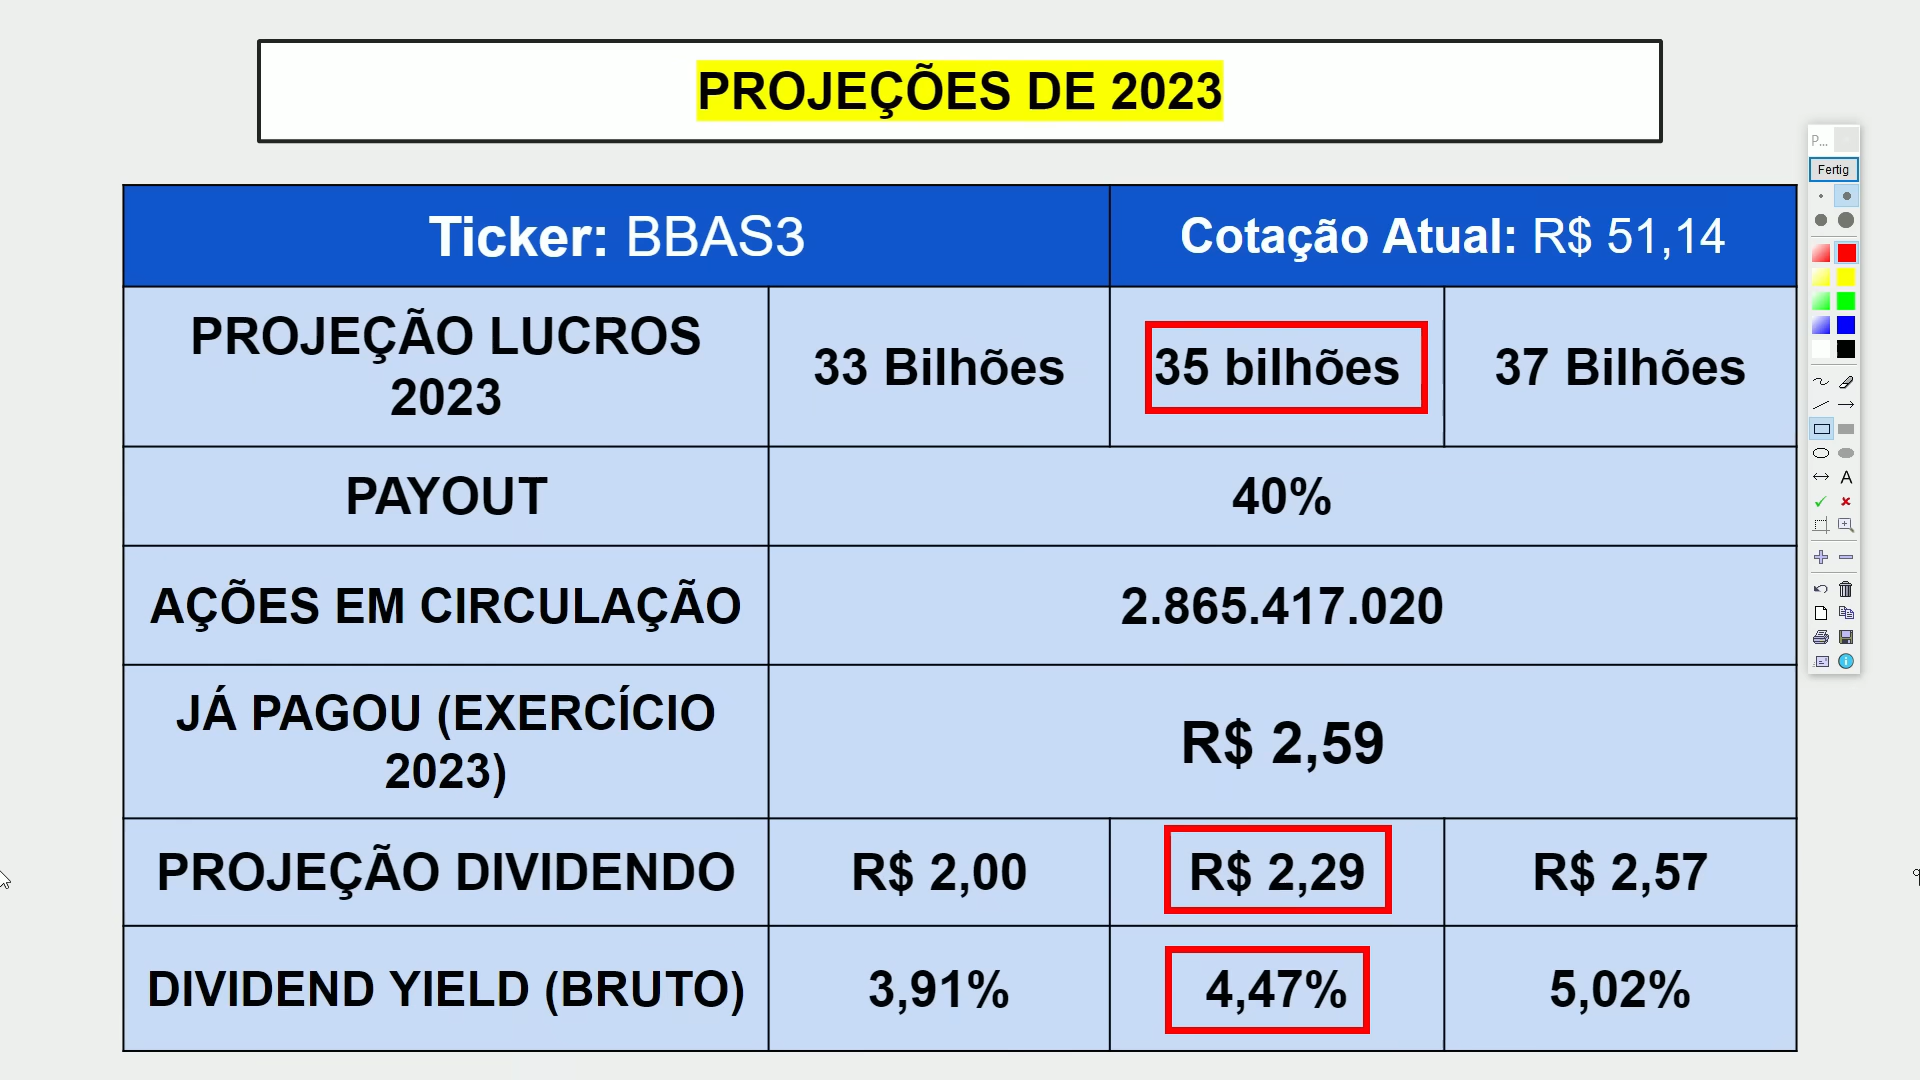 PROJEÇÕES DE 2023
P...
Fertig
Ticker: BBAS3
Cotação Atual: R$ 51,14
PROJEÇÃO LUCROS
2023
33 Bilhões
35 bilhões
37 Bilhões
PAYOUT
40%
AÇÕES EM CIRCULAÇÃO
2.865.417.020
JÁ PAGOU (EXERCÍCIO
2023)
R$ 2,59
PROJEÇÃO DIVIDENDO
R$ 2,00
R$ 2,29
R$ 2,57
DIVIDEND YIELD (BRUTO)
3,91%
4,47%
5,02%